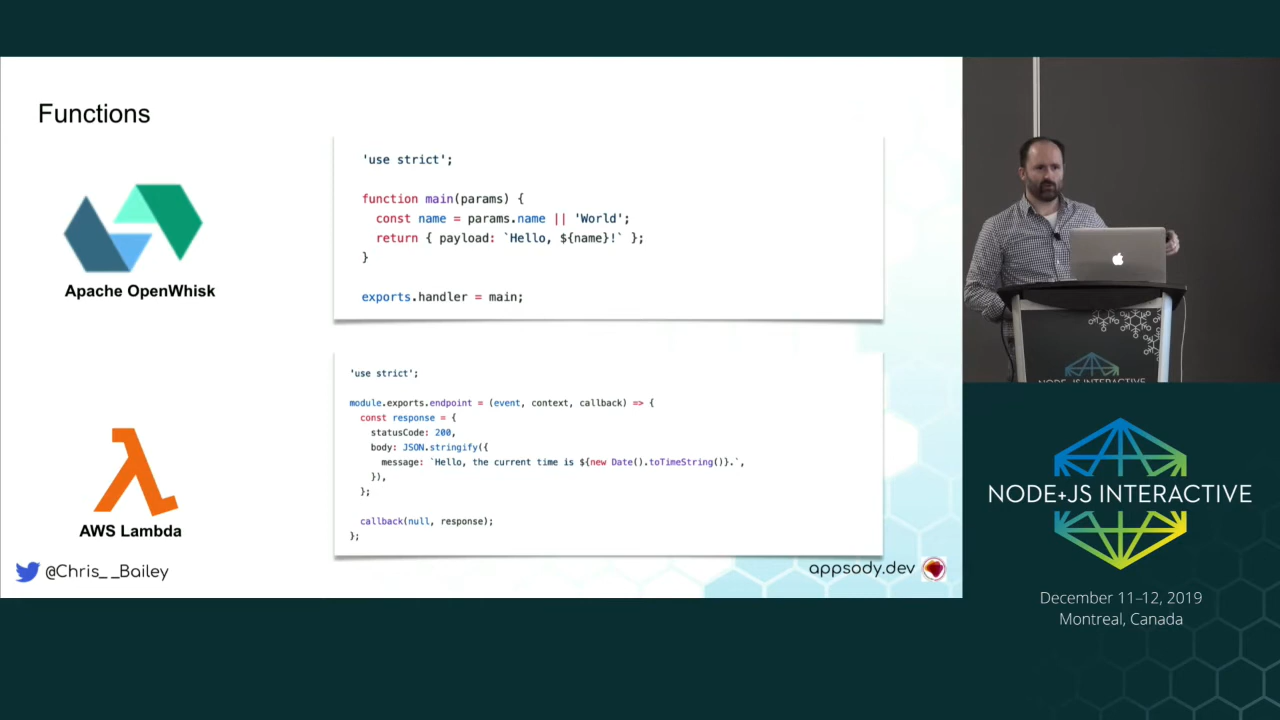 Functions
'use strict';
function main(params) {
const name = params.name || 'World';
return { payload: `Hello, ${name}!` };
}
exports.handler = main;
Apache OpenWhisk
'use strict';
module.exports.endpoint = (event, context, callback) => {
const response = {
statusCode: 200,
body: JSON.stringify({
message: `Hello, the current time is ${new Date().toTimeString()}.`,
}),
};
callback(null, response);
};
AWS Lambda
@Chris__Bailey
appsody.dev
NODE+JS INTERACTIVE
NODE+JS INTERACTIVE
December 11–12, 2019
Montreal, Canada